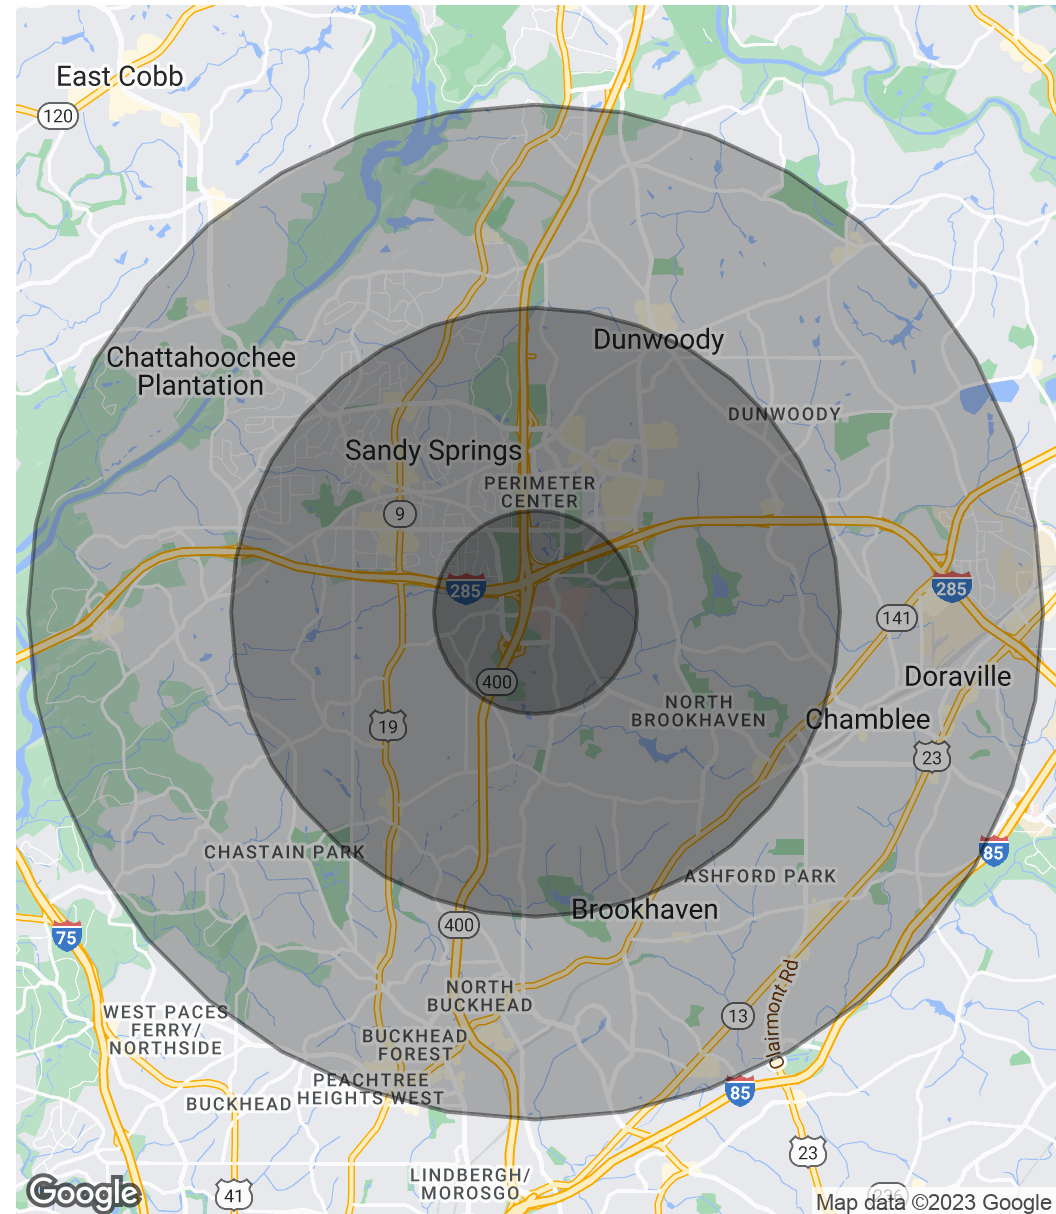 East Cobb
120
Dunwoody
Chattahoochee
Plantation
DUNWOODY
Sandy Springs
PERIMETER
CENTER
9
285
285
141
400
Doraville
NORTH
BROOKHAVEN
Chamblee
19
23
CHASTAIN PARK
85
ASHFORD PARK
Brookhaven
400
75
NORTH
BUCKHEAD
Clairmont Rd
13
WEST PACES
FERRY/
NORTHSIDE
BUCKHEAD
FOREST
PEACHTREE
HEIGHTS WEST
85
BUCKHEAD
23
LINDBERGH/
MOROSGO
41
Google
236
Map data ©2023 Google